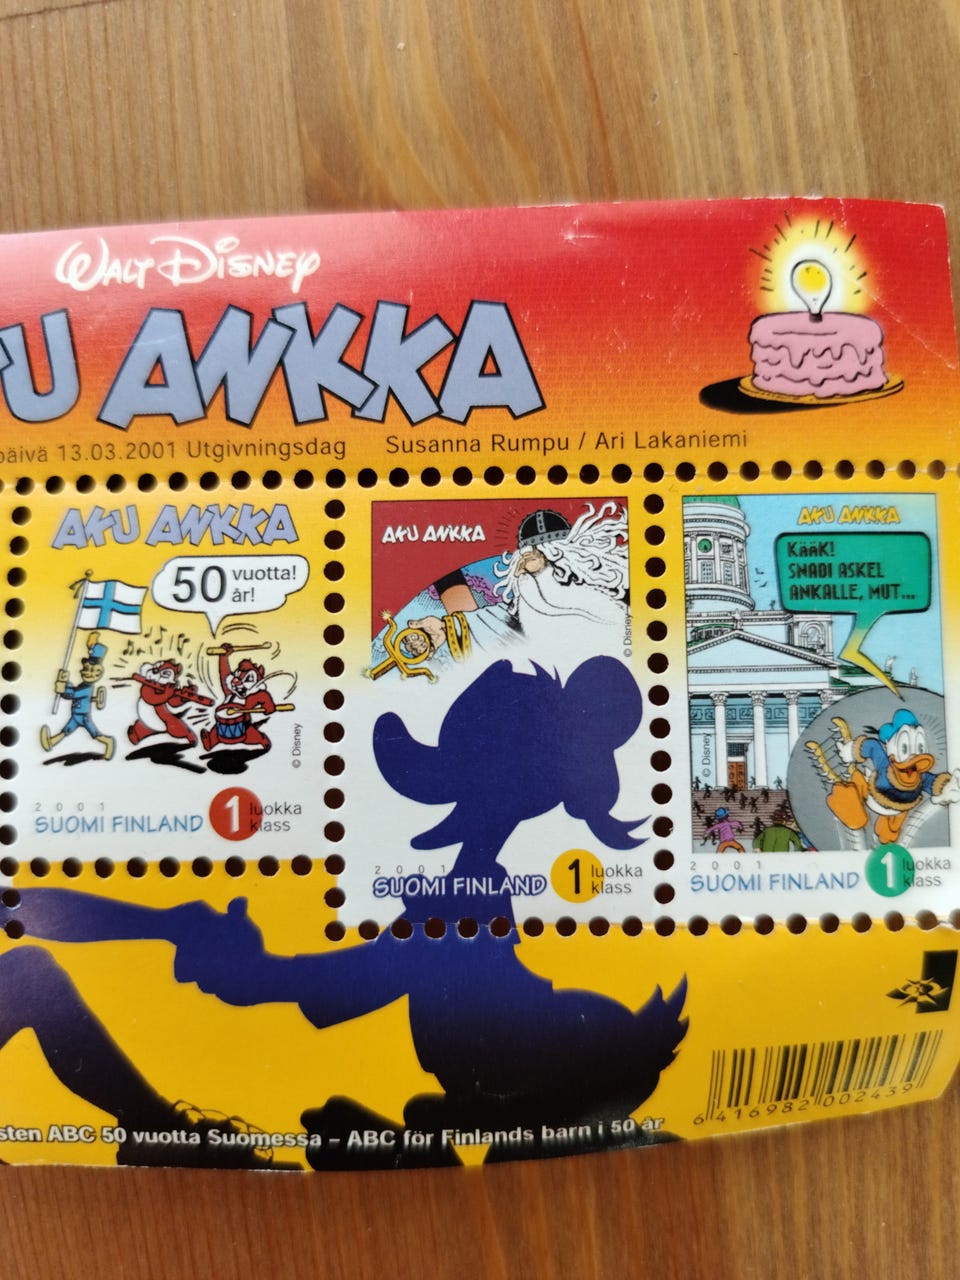 WALT DISNEY
U ANKKA
päivä 13.03.2001 Utgivningsdag Susanna Rumpu / Ari Lakaniemi
AKU ANKKA
50 vuotta!
år!
© Disney
2001
SUOMI FINLAND
1 luokka
klass
AKU ANKKA
© Disney
2001
SUOMI FINLAND
1 luokka
klass
AKU ANKKA
KÄÄK!
SNADI ASKEL
ANKALLE, MUT...
© Disney
2001
SUOMI FINLAND
1 luokka
klass
sten ABC 50 vuotta Suomessa – ABC för Finlands barn i 50 år
6 416982 002439